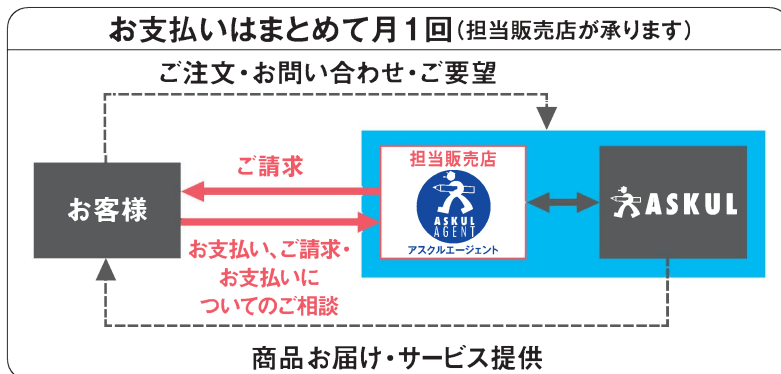 お支払いはまとめて月1回(担当販売店が承ります)
ご注文・お問い合わせ・ご要望
お客様
ご請求
お支払い、ご請求・
お支払いに
ついてのご相談
担当販売店
ASKUL
AGENT
アスクルエージェント
ASKUL
商品お届け・サービス提供